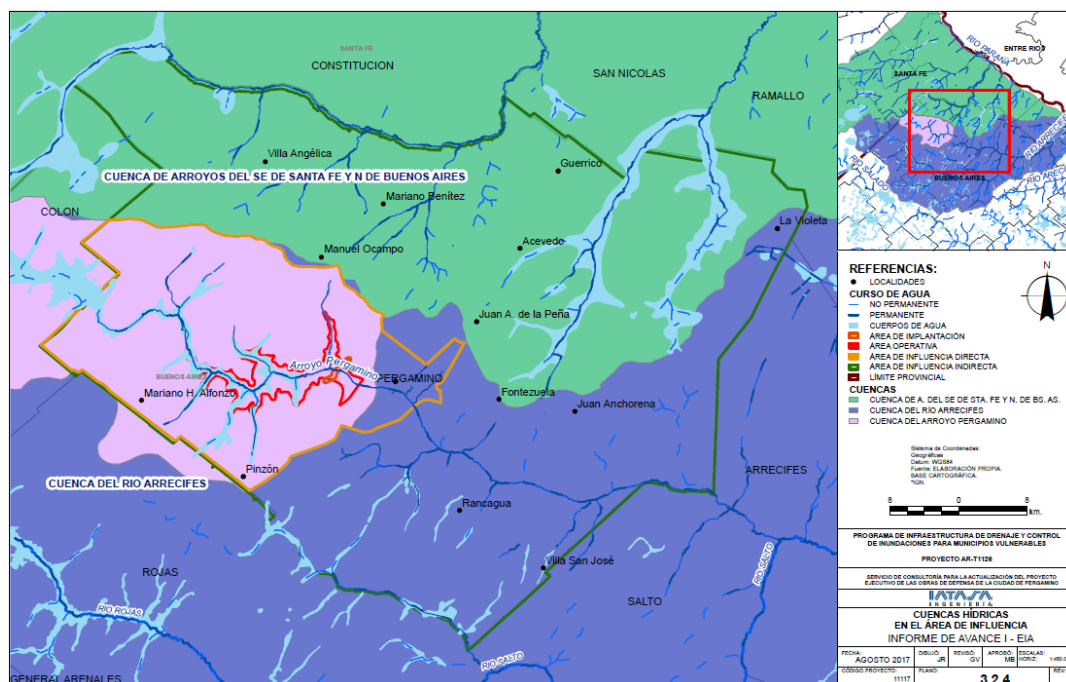 SANTA FE
CONSTITUCION
SAN NICOLAS
RAMALLO
Villa Angélica
Guerrico
CUENCA DE ARROYOS DEL SE DE SANTA FE Y N DE BUENOS AIRES
Mariano Benítez
COLON
La Violeta
Manuel Ocampo
Acevedo
Juan A. de la Peña
Arroyo Pergamino
BUENOS AIRES
PERGAMINO
Mariano H. Alfonzo
Fontezuela
Juan Anchorena
Pinzón
ARRECIFES
CUENCA DEL RIO ARRECIFES
Rancagua
Villa San José
ROJAS
RIO SALTO
SALTO
RIO ROJAS
RIO SALTO
GENERAL ARENALES
RIO PARANA
ENTRE RIOS
SANTA FE
RIO ARRECIFES
RIO SALADO
BUENOS AIRES
REFERENCIAS:
LOCALIDADES
CURSO DE AGUA
NO PERMANENTE
PERMANENTE
CUERPOS DE AGUA
ÁREA DE IMPLANTACIÓN
ÁREA OPERATIVA
ÁREA DE INFLUENCIA DIRECTA
ÁREA DE INFLUENCIA INDIRECTA
LÍMITE PROVINCIAL
CUENCAS
CUENCA DE A. DEL SE DE STA. FE Y N. DE BS. AS.
CUENCA DEL RÍO ARRECIFES
CUENCA DEL ARROYO PERGAMINO
N
Sistema de Coordenadas:
Geográficas
Datum: WGS84
Fuente: ELABORACIÓN PROPIA.
BASE CARTOGRÁFICA.
*IGN.
0
km.
PROGRAMA DE INFRAESTRUCTURA DE DRENAJE Y CONTROL
DE INUNDACIONES PARA MUNICIPIOS VULNERABLES
PROYECTO AR-T1126
SERVICIO DE CONSULTORÍA PARA LA ACTUALIZACIÓN DEL PROYECTO
EJECUTIVO DE LAS OBRAS DE DEFENSA DE LA CIUDAD DE PERGAMINO
IATASA
INGENIERÍA
CUENCAS HÍDRICAS
EN EL ÁREA DE INFLUENCIA
INFORME DE AVANCE I - EIA
FECHA: DIBUJÓ: REVISÓ: APROBÓ: ESCALAS:
AGOSTO 2017 JR GV MB HORIZ:
CÓDIGO PROYECTO: PLANO: REV.:
11117 3.2.4